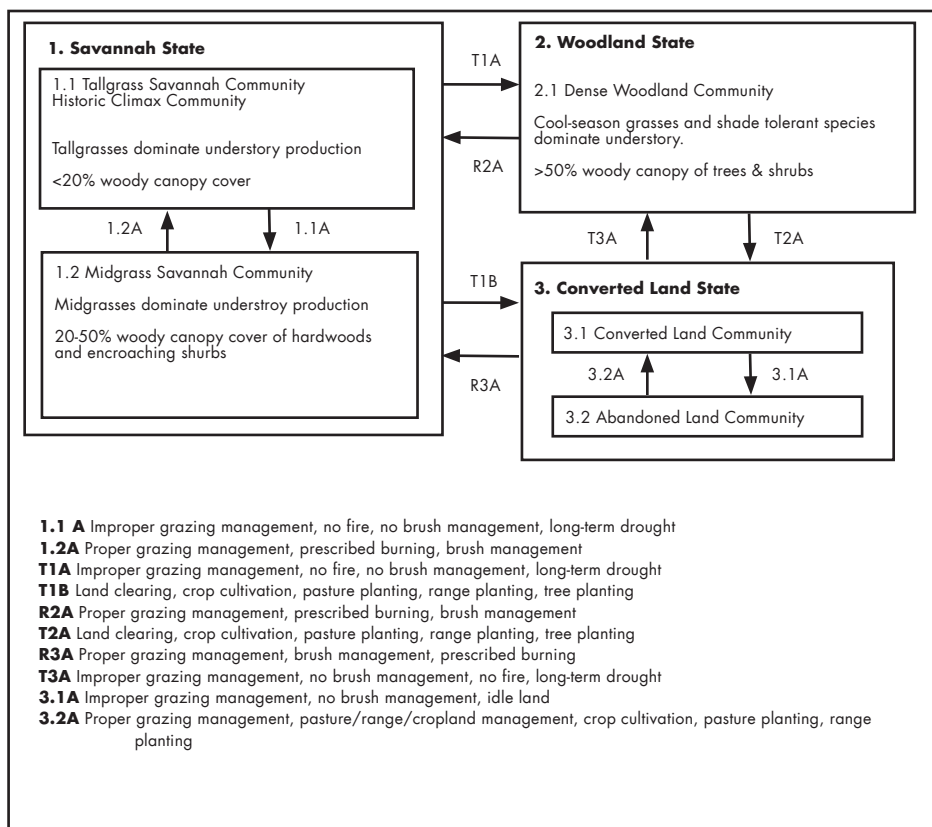 1. Savannah State
1.1 Tallgrass Savannah Community
Historic Climax Community
Tallgrasses dominate understory production
<20% woody canopy cover
1.2A
1.1A
1.2 Midgrass Savannah Community
Midgrasses dominate understroy production
20-50% woody canopy cover of hardwoods
and encroaching shurbs
T1A
R2A
T1B
R3A
2. Woodland State
2.1 Dense Woodland Community
Cool-season grasses and shade tolerant species
dominate understory.
>50% woody canopy of trees & shrubs
T3A
T2A
3. Converted Land State
3.1 Converted Land Community
3.2A
3.1A
3.2 Abandoned Land Community
1.1 A Improper grazing management, no fire, no brush management, long-term drought
1.2A Proper grazing management, prescribed burning, brush management
T1A Improper grazing management, no fire, no brush management, long-term drought
T1B Land clearing, crop cultivation, pasture planting, range planting, tree planting
R2A Proper grazing management, prescribed burning, brush management
T2A Land clearing, crop cultivation, pasture planting, range planting, tree planting
R3A Proper grazing management, brush management, prescribed burning
T3A Improper grazing management, no brush management, no fire, long-term drought
3.1A Improper grazing management, no brush management, idle land
3.2A Proper grazing management, pasture/range/cropland management, crop cultivation, pasture planting, range
planting